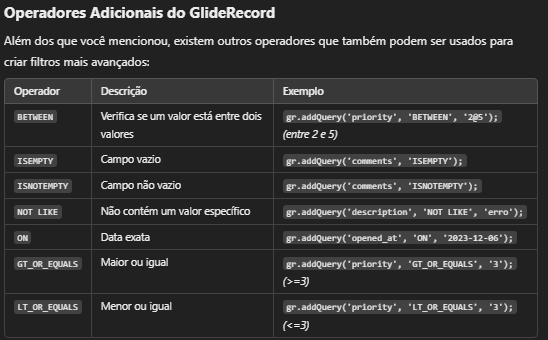 Operadores Adicionais do GlideRecord
Além dos que você mencionou, existem outros operadores que também podem ser usados para
criar filtros mais avançados:
Operador Descrição Exemplo
BETWEEN Verifica se um valor está entre dois valores gr.addQuery('priority', 'BETWEEN', '2@5'); (entre 2 e 5)
ISEMPTY Campo vazio gr.addQuery('comments', 'ISEMPTY');
ISNOTEMPTY Campo não vazio gr.addQuery('comments', 'ISNOTEMPTY');
NOT LIKE Não contém um valor específico gr.addQuery('description', 'NOT LIKE', 'erro');
ON Data exata gr.addQuery('opened_at', 'ON', '2023-12-06');
GT_OR_EQUALS Maior ou igual gr.addQuery('priority', 'GT_OR_EQUALS', '3'); (>=3)
LT_OR_EQUALS Menor ou igual gr.addQuery('priority', 'LT_OR_EQUALS', '3'); (<=3)